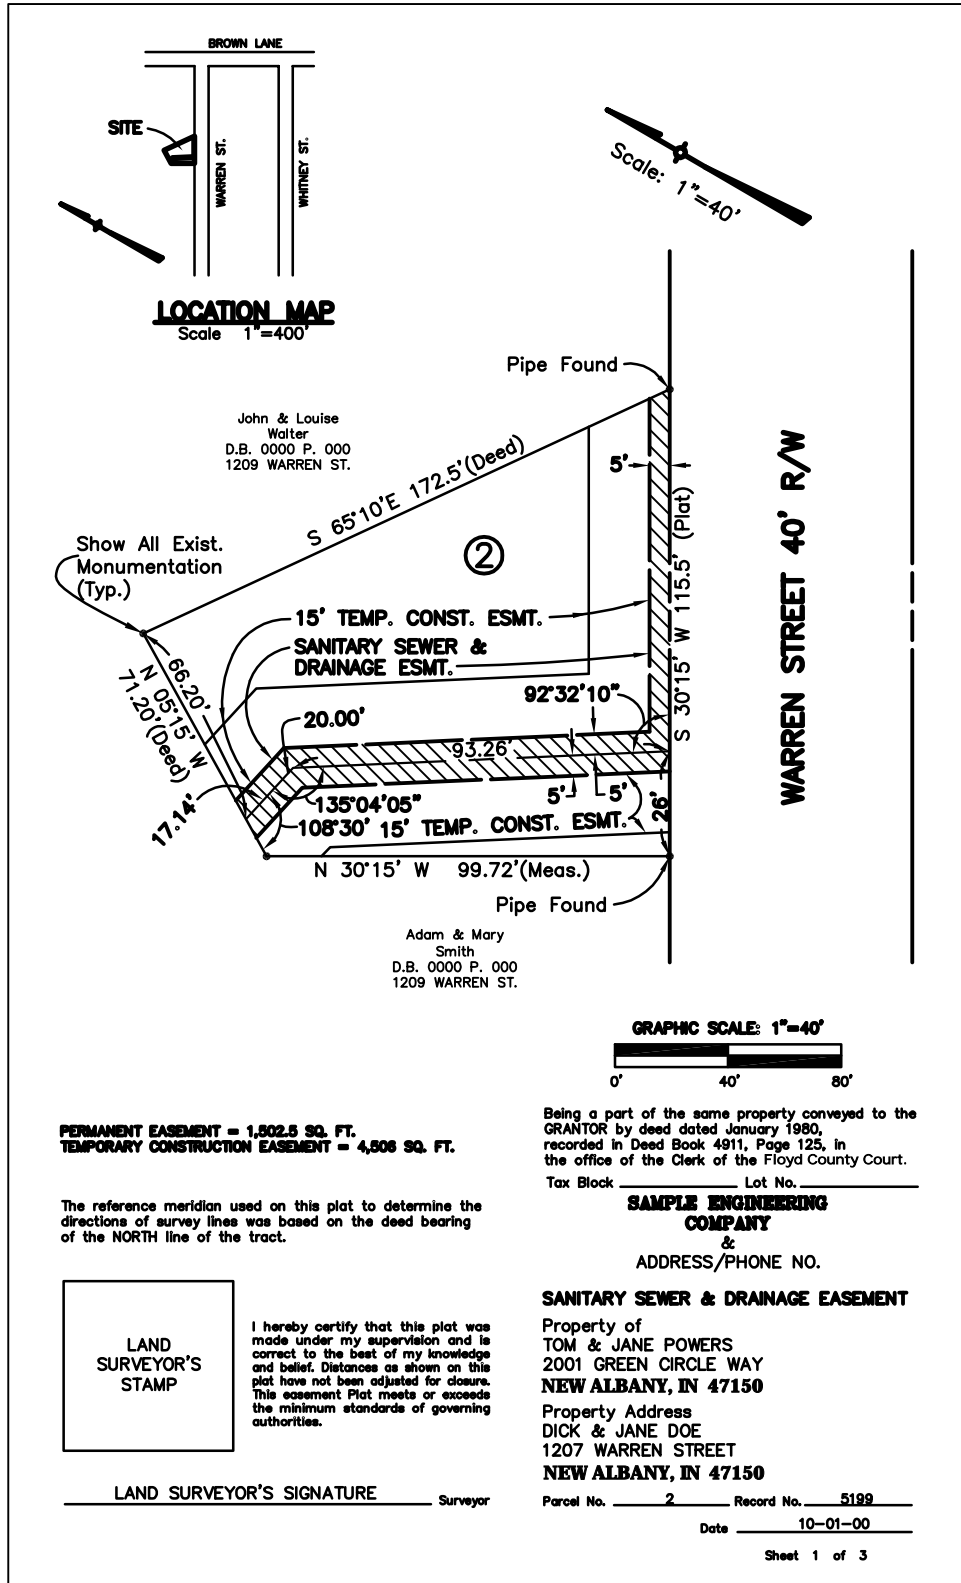 BROWN LANE
SITE
WARREN ST.
WHITNEY ST.
LOCATION MAP
Scale 1"=400'
Scale: 1"=40'
Pipe Found
John & Louise
Walter
D.B. 0000 P. 000
1209 WARREN ST.
S 65°10'E 172.5'(Deed)
5'
S 30°15' W 115.5' (Plat)
WARREN STREET 40' R/W
2
Show All Exist.
Monumentation
(Typ.)
15' TEMP. CONST. ESMT.
SANITARY SEWER &
DRAINAGE ESMT.
66.20'
N 05°15' W
71.20'(Deed)
92°32'10"
20.00'
93.26'
17.14'
135°04'05"
5'
5'
26'
108°30'
15' TEMP. CONST. ESMT.
N 30°15' W 99.72'(Meas.)
Pipe Found
Adam & Mary
Smith
D.B. 0000 P. 000
1209 WARREN ST.
GRAPHIC SCALE: 1"=40'
0' 40' 80'
PERMANENT EASEMENT = 1,502.5 SQ. FT.
TEMPORARY CONSTRUCTION EASEMENT = 4,506 SQ. FT.
Being a part of the same property conveyed to the
GRANTOR by deed dated January 1980,
recorded in Deed Book 4911, Page 125, in
the office of the Clerk of the Floyd County Court.
Tax Block Lot No.
The reference meridian used on this plat to determine the
directions of survey lines was based on the deed bearing
of the NORTH line of the tract.
SAMPLE ENGINEERING
COMPANY
&
ADDRESS/PHONE NO.
LAND
SURVEYOR'S
STAMP
I hereby certify that this plat was
made under my supervision and is
correct to the best of my knowledge
and belief. Distances as shown on this
plat have not been adjusted for closure.
This easement Plat meets or exceeds
the minimum standards of governing
authorities.
LAND SURVEYOR'S SIGNATURE Surveyor
SANITARY SEWER & DRAINAGE EASEMENT
Property of
TOM & JANE POWERS
2001 GREEN CIRCLE WAY
NEW ALBANY, IN 47150
Property Address
DICK & JANE DOE
1207 WARREN STREET
NEW ALBANY, IN 47150
Parcel No. 2 Record No. 5199
Date 10-01-00
Sheet 1 of 3